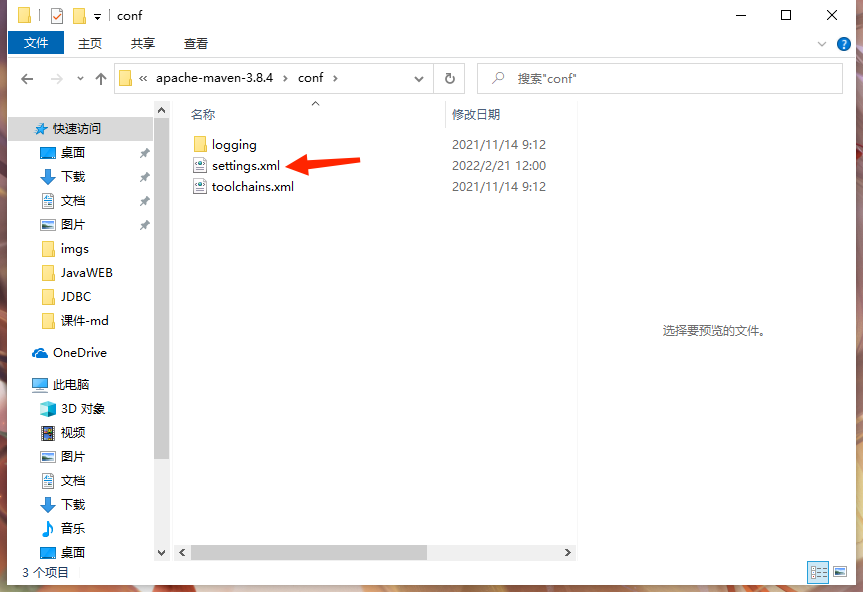 conf
文件 主页 共享 查看
« apache-maven-3.8.4 › conf ›
搜索"conf"
名称 修改日期
快速访问
桌面
下载
文档
图片
imgs
JavaWEB
JDBC
课件-md
OneDrive
此电脑
3D 对象
视频
图片
文档
下载
音乐
桌面
logging 2021/11/14 9:12
settings.xml 2022/2/21 12:00
toolchains.xml 2021/11/14 9:12
选择要预览的文件。
3 个项目